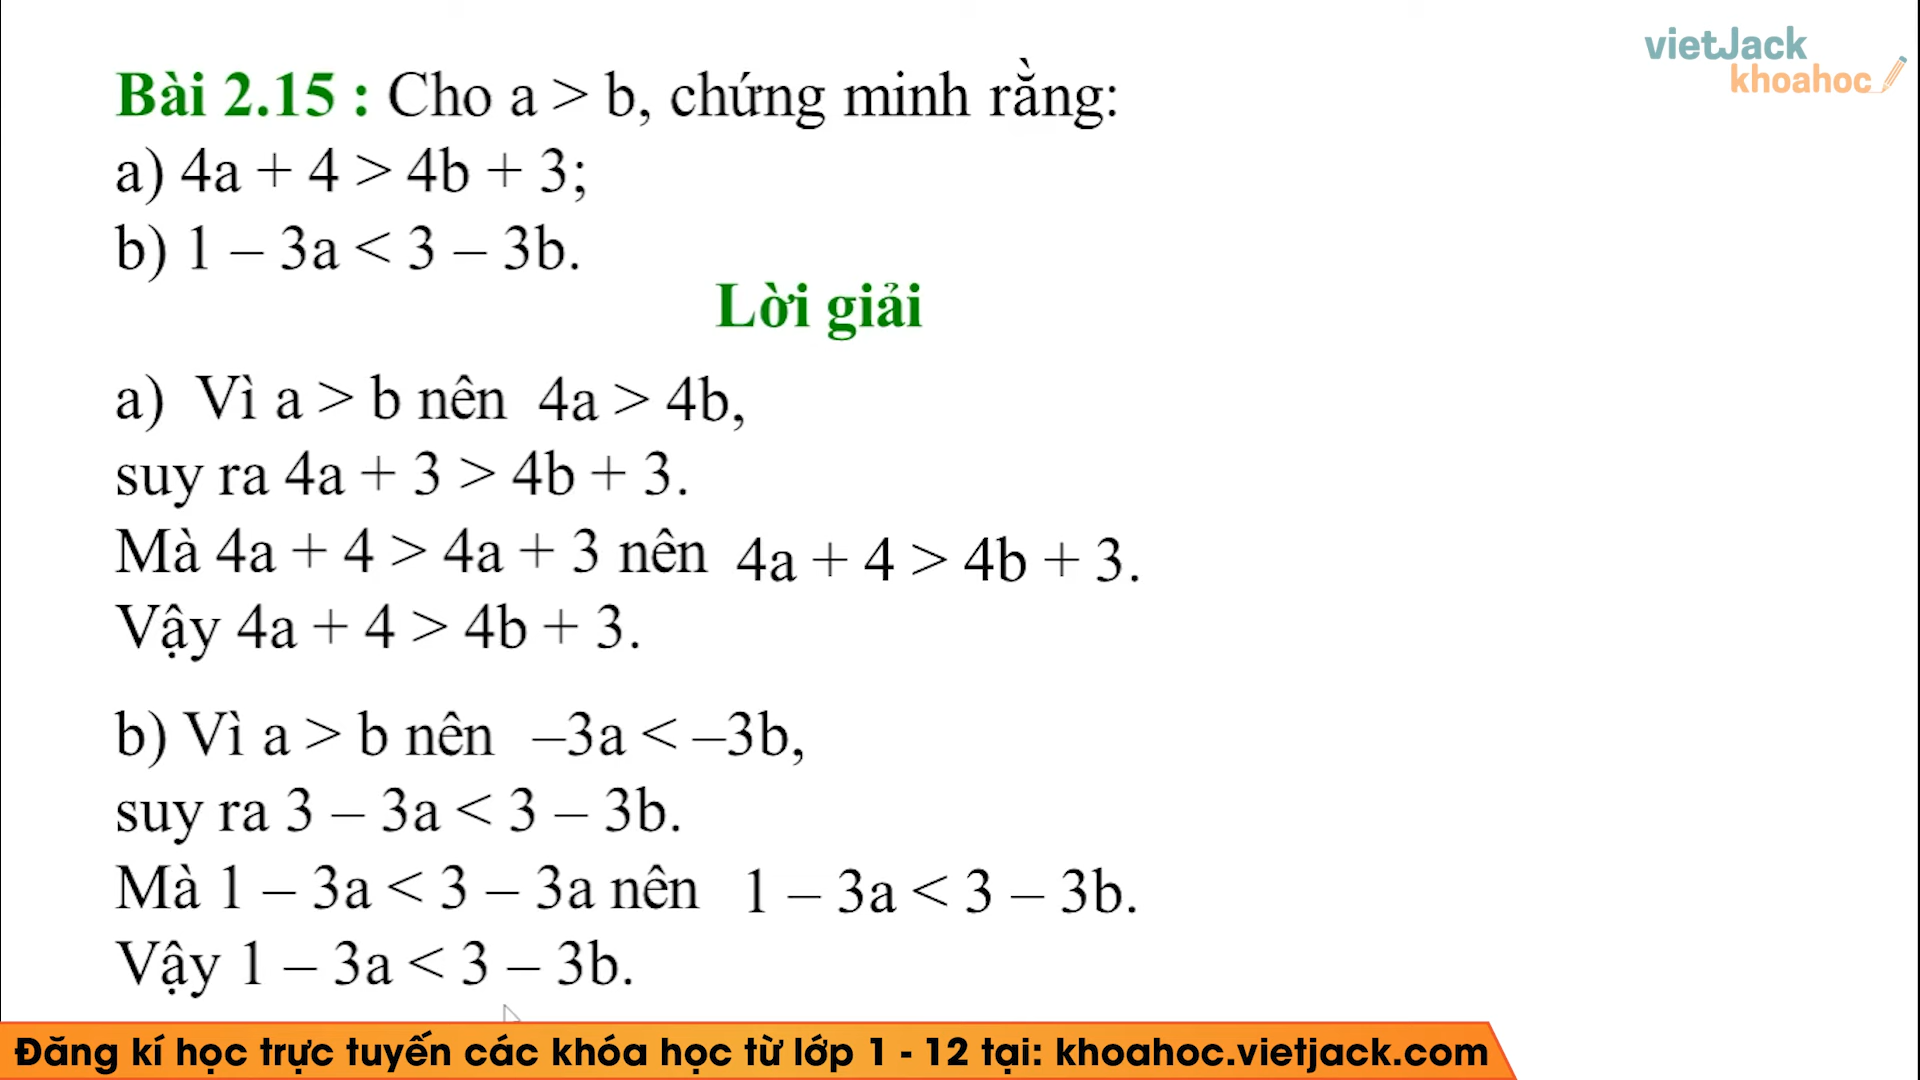 vietJack
khoahoc
Bài 2.15 : Cho a > b, chứng minh rằng:
a) 4a + 4 > 4b + 3;
b) 1 – 3a < 3 – 3b.
Lời giải
a) Vì a > b nên 4a > 4b,
suy ra 4a + 3 > 4b + 3.
Mà 4a + 4 > 4a + 3 nên 4a + 4 > 4b + 3.
Vậy 4a + 4 > 4b + 3.
b) Vì a > b nên –3a < –3b,
suy ra 3 – 3a < 3 – 3b.
Mà 1 – 3a < 3 – 3a nên 1 – 3a < 3 – 3b.
Vậy 1 – 3a < 3 – 3b.
Đăng kí học trực tuyến các khóa học từ lớp 1 - 12 tại: khoahoc.vietjack.com